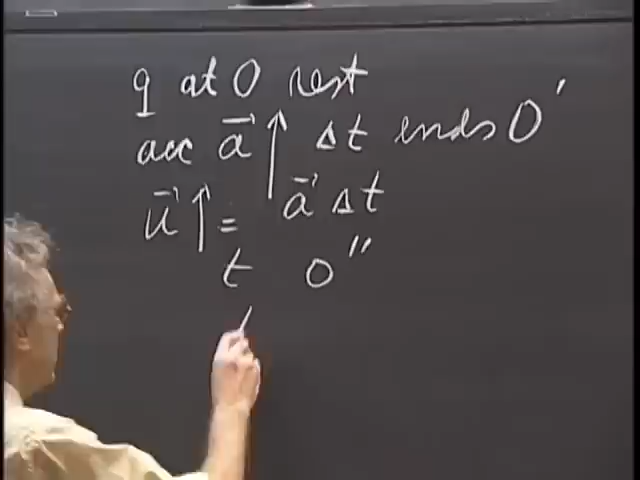 q at O rest
acc a⃗ ↑ Δt ends O'
u⃗ ↑ = a⃗ Δt
t O''